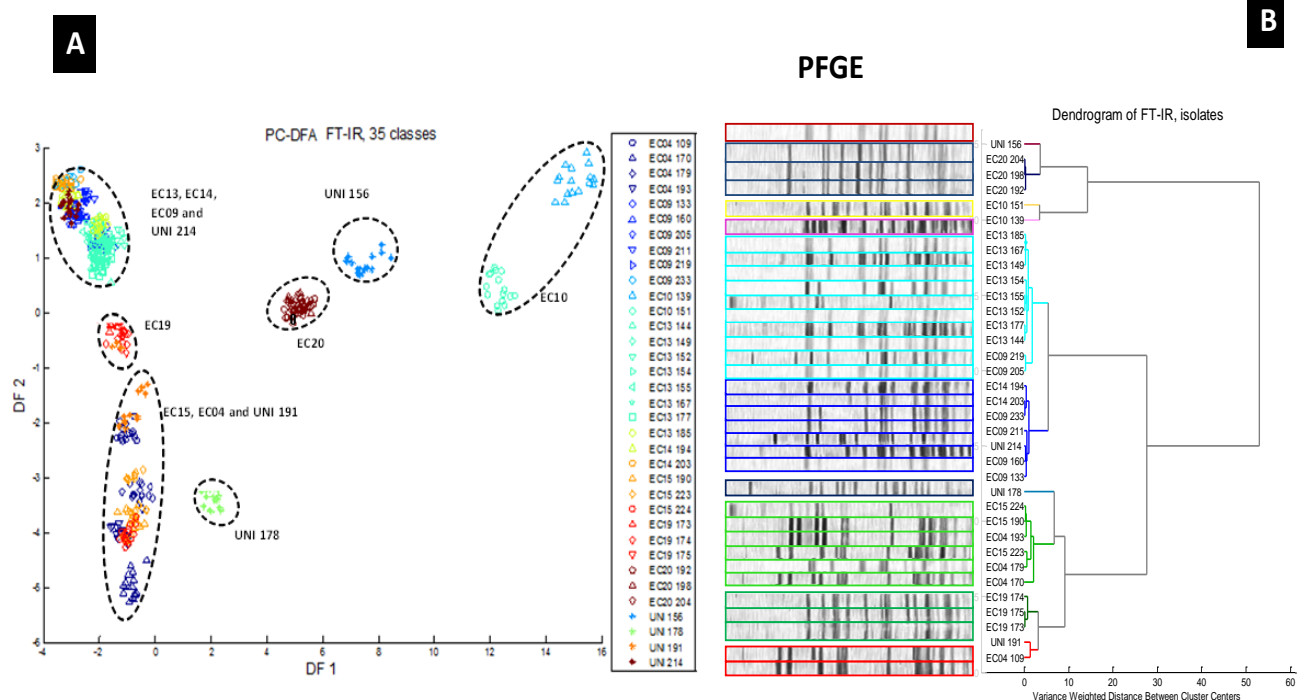 A
B
PFGE
PC-DFA FT-IR, 35 classes
3
2
1
0
-1
-2
-3
-4
-5
-6
-4
-2
0
2
4
6
8
10
12
14
16
DF 2
DF 1
EC13, EC14,
EC09 and
UNI 214
UNI 156
EC10
EC20
EC19
EC15, EC04 and UNI 191
UNI 178
EC04 109
EC04 170
EC04 179
EC04 193
EC09 133
EC09 160
EC09 205
EC09 211
EC09 219
EC09 233
EC10 139
EC10 151
EC13 144
EC13 149
EC13 152
EC13 154
EC13 155
EC13 167
EC13 177
EC13 185
EC14 194
EC14 203
EC15 190
EC15 223
EC15 224
EC19 173
EC19 174
EC19 175
EC20 192
EC20 198
EC20 204
UNI 156
UNI 178
UNI 191
UNI 214
Dendrogram of FT-IR, isolates
UNI 156
EC20 204
EC20 198
EC20 192
EC10 151
EC10 139
EC13 185
EC13 167
EC13 149
EC13 154
EC13 155
EC13 152
EC13 177
EC13 144
EC09 219
EC09 205
EC14 194
EC14 203
EC09 233
EC09 211
UNI 214
EC09 160
EC09 133
UNI 178
EC15 224
EC15 190
EC04 193
EC15 223
EC04 179
EC04 170
EC19 174
EC19 175
EC19 173
UNI 191
EC04 109
0
10
20
30
40
50
60
Variance Weighted Distance Between Cluster Centers